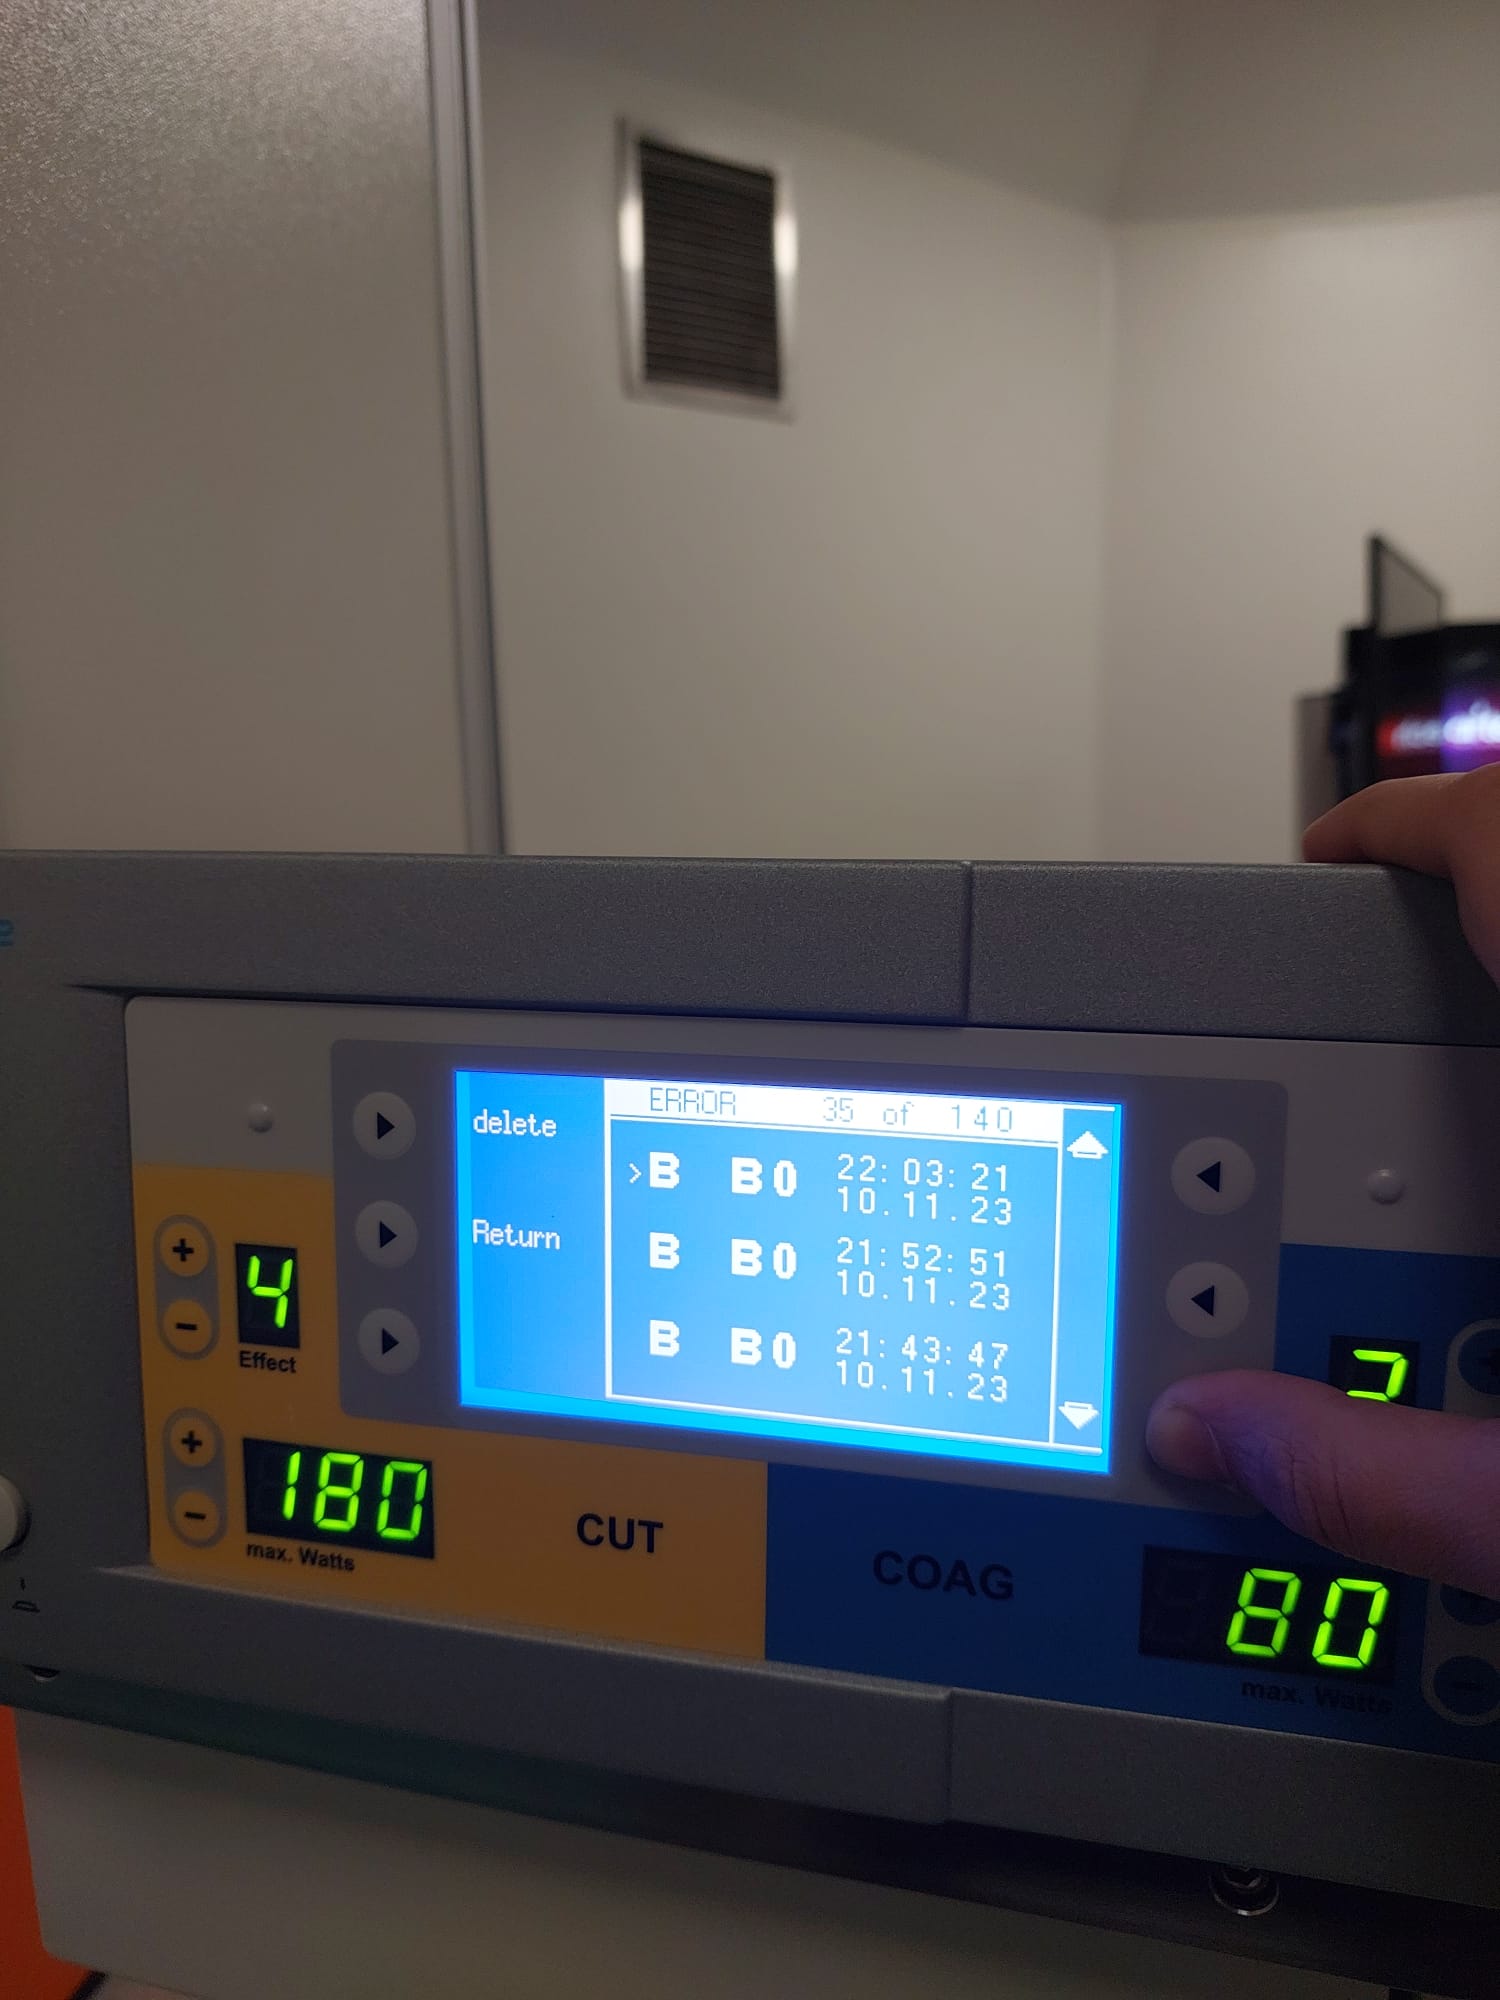 delete
Return
ERROR 35 of 140
>B B0 22:03:21
10.11.23
B B0 21:52:51
10.11.23
B B0 21:43:47
10.11.23
+
4
-
Effect
+
180
-
max. Watts
CUT
COAG
80
max. Watts